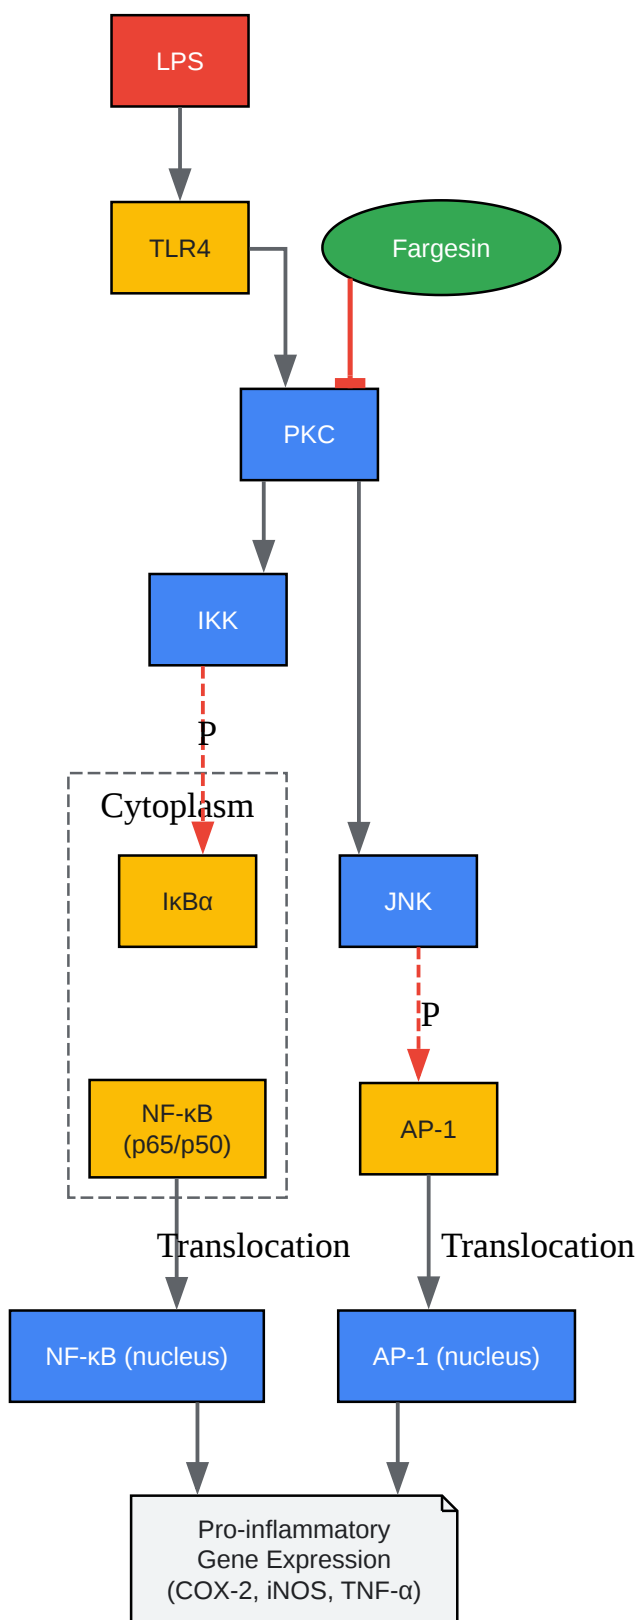 LPS
TLR4
Fargesin
PKC
IKK
P
Cytoplasm
IκBα
JNK
P
NF-κB
(p65/p50)
AP-1
Translocation
Translocation
NF-κB (nucleus)
AP-1 (nucleus)
Pro-inflammatory
Gene Expression
(COX-2, iNOS, TNF-α)